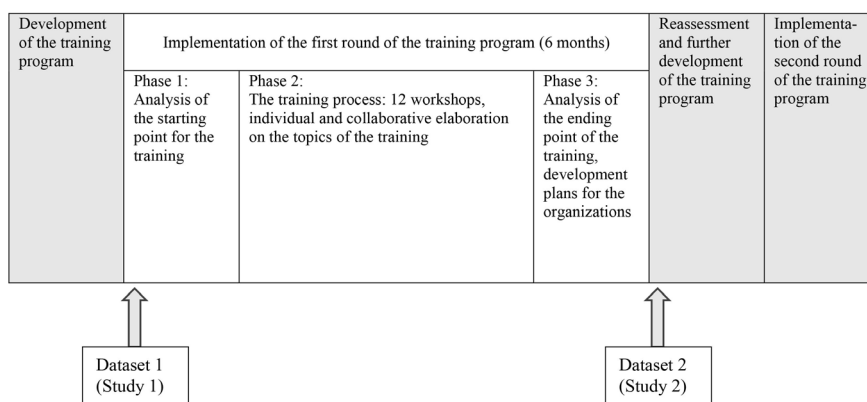 Development
of the training
program
Implementation of the first round of the training program (6 months)
Phase 1:
Analysis of
the starting
point for the
training
Phase 2:
The training process: 12 workshops,
individual and collaborative elaboration
on the topics of the training
Phase 3:
Analysis of
the ending
point of the
training,
development
plans for the
organizations
Reassessment
and further
development
of the training
program
Implementa-
tion of the
second round
of the training
program
Dataset 1
(Study 1)
Dataset 2
(Study 2)